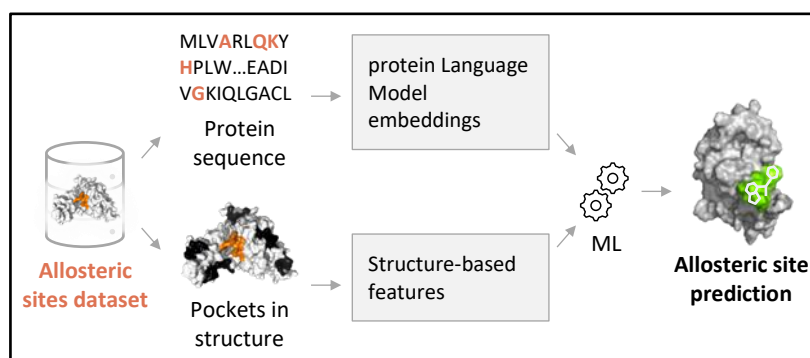 MLVARLQKY
HPLW...EADI
VGKIQLGACL
Protein
sequence
protein Language
Model
embeddings
Allosteric
sites dataset
Pockets in
structure
Structure-based
features
ML
Allosteric site
prediction